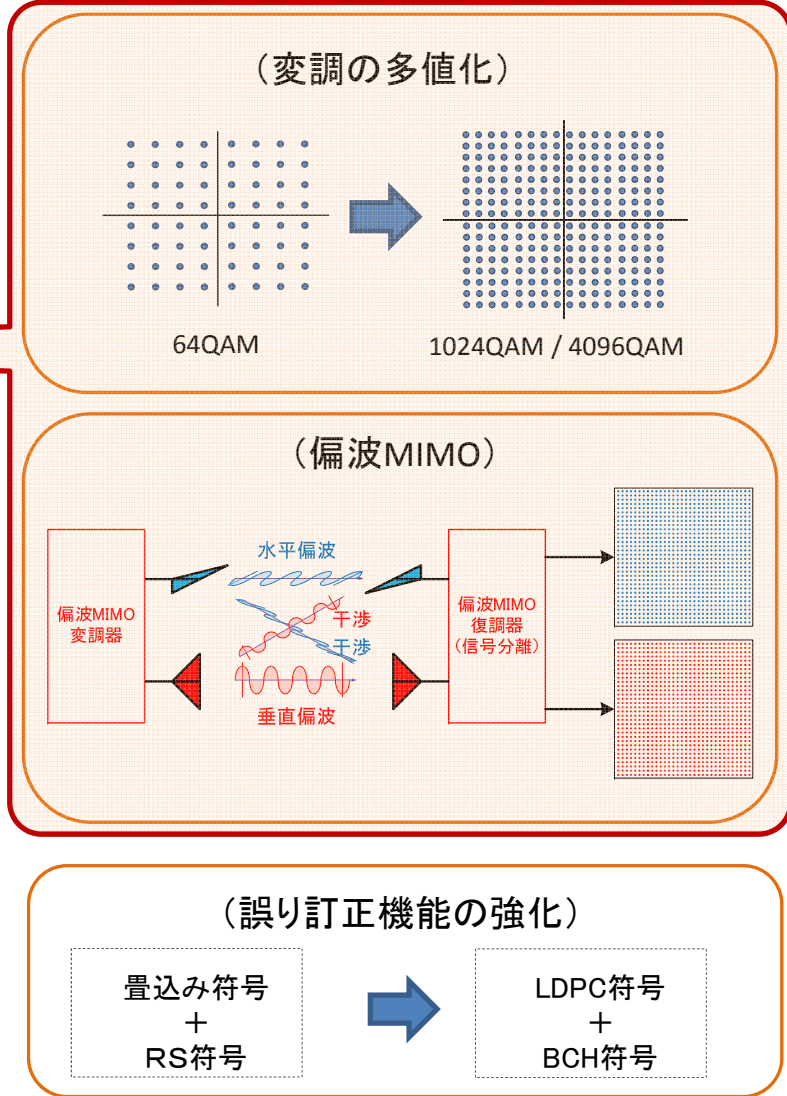 （変調の多値化）
64QAM
1024QAM / 4096QAM
（偏波MIMO）
偏波MIMO
変調器
水平偏波
干渉
干渉
垂直偏波
偏波MIMO
復調器
（信号分離）
（誤り訂正機能の強化）
畳込み符号
＋
RS符号
LDPC符号
＋
BCH符号